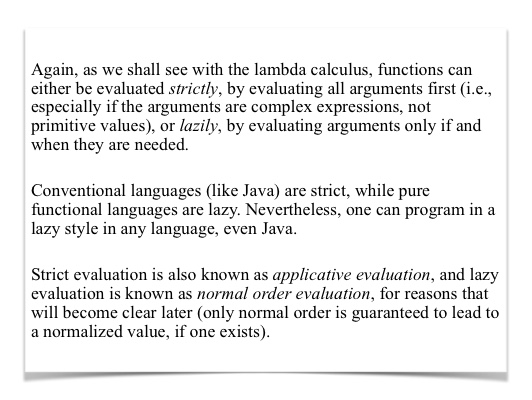 Again, as we shall see with the lambda calculus, functions can
either be evaluated strictly, by evaluating all arguments first (i.e.,
especially if the arguments are complex expressions, not
primitive values), or lazily, by evaluating arguments only if and
when they are needed.
Conventional languages (like Java) are strict, while pure
functional languages are lazy. Nevertheless, one can program in a
lazy style in any language, even Java.
Strict evaluation is also known as applicative evaluation, and lazy
evaluation is known as normal order evaluation, for reasons that
will become clear later (only normal order is guaranteed to lead to
a normalized value, if one exists).